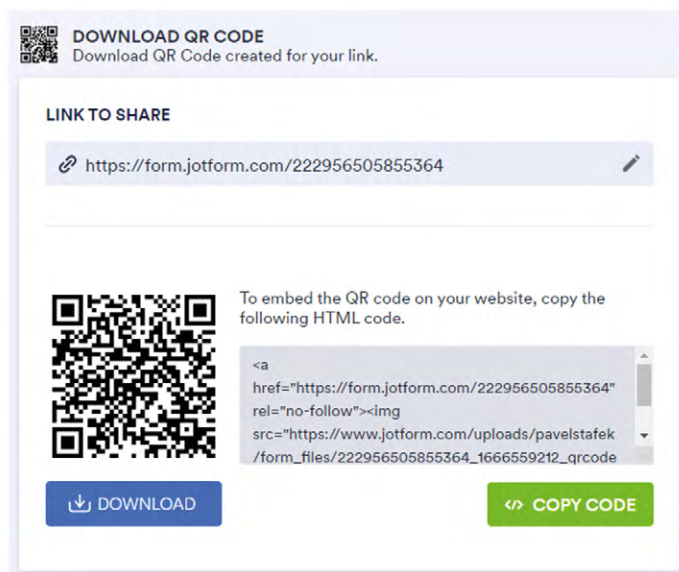 DOWNLOAD QR CODE
Download QR Code created for your link.
LINK TO SHARE
https://form.jotform.com/222956505855364
To embed the QR code on your website, copy the
following HTML code.
<a
href="https://form.jotform.com/222956505855364"
rel="no-follow"><img
src="https://www.jotform.com/uploads/pavelstafek
/form_files/222956505855364_1666559212_qrcode
DOWNLOAD
</> COPY CODE